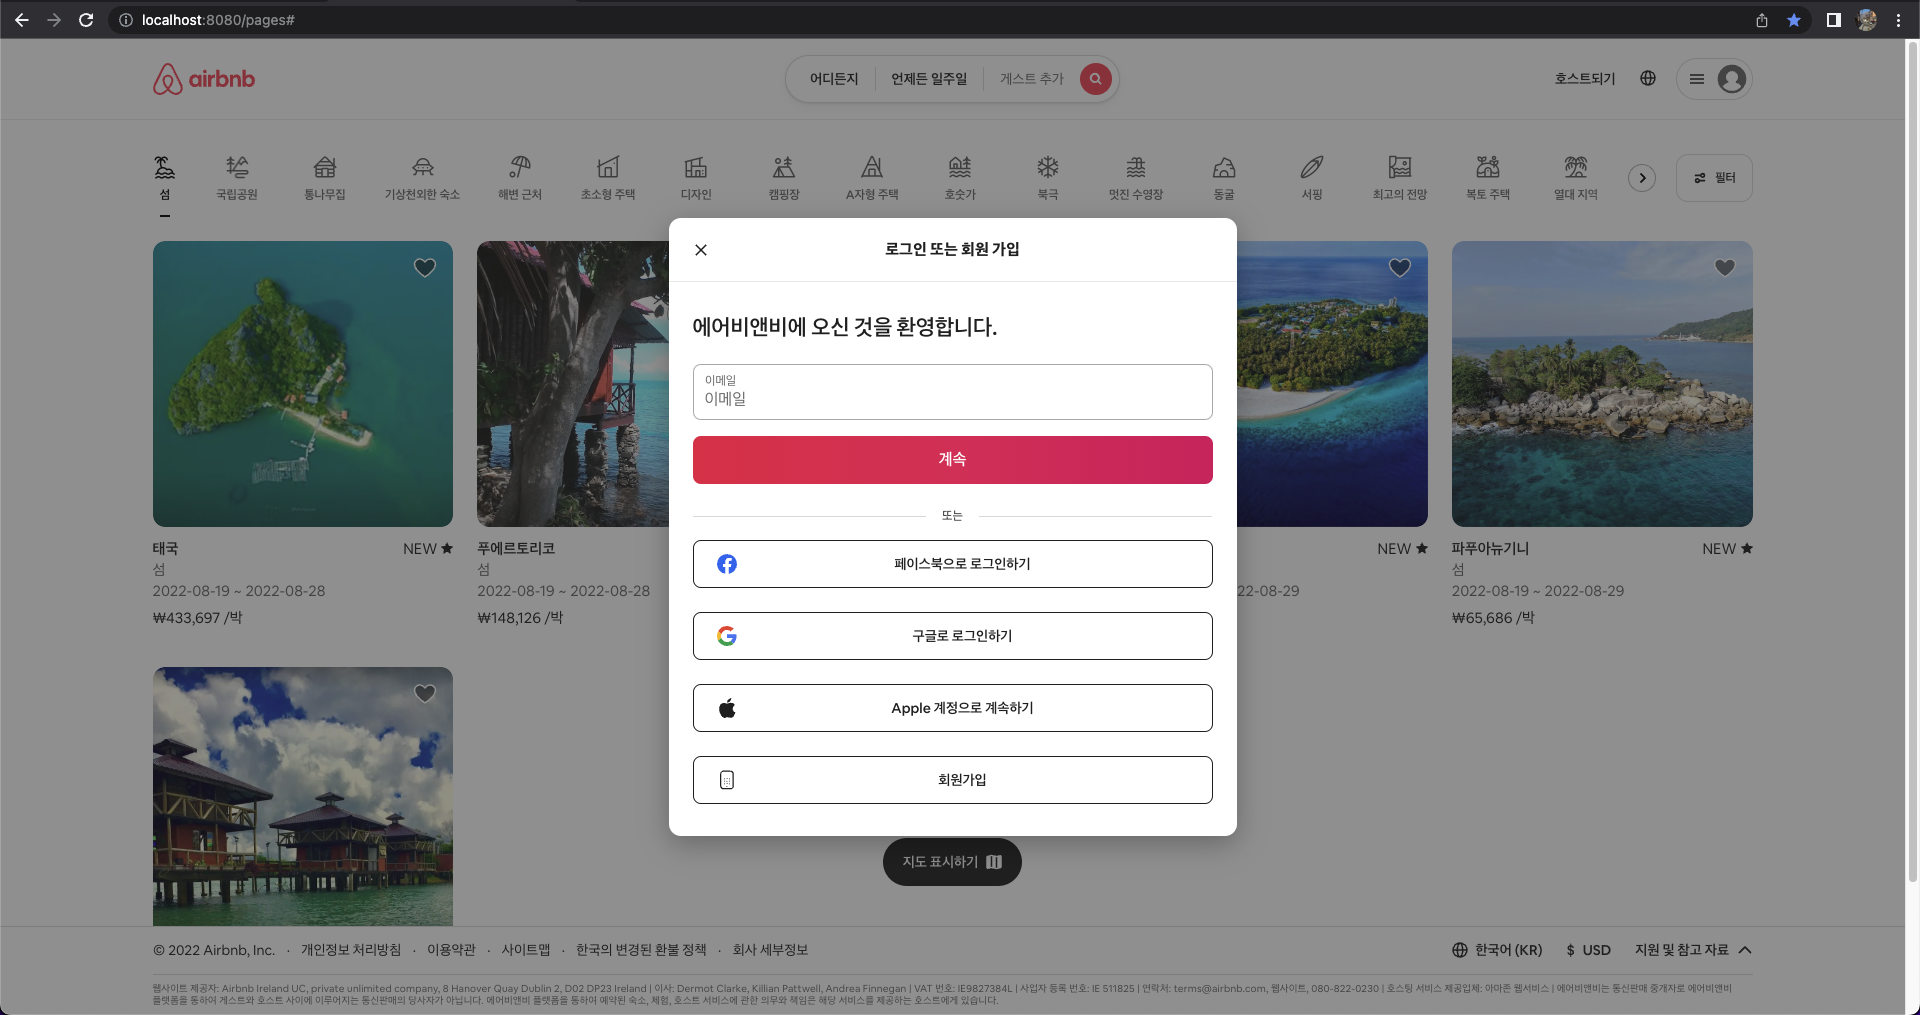 localhost:8080/pages#
airbnb
어디든지 언제든 일주일 게스트 추가
호스트되기
섬 국립공원 통나무집 기상천외한 숙소 해변 근처 초소형 주택 디자인 캠핑장 A자형 주택 호숫가 북극 멋진 수영장 동굴 서핑 최고의 전망 복토 주택 열대 지역 필터
로그인 또는 회원 가입
에어비앤비에 오신 것을 환영합니다.
이메일
이메일
계속
또는
페이스북으로 로그인하기
구글로 로그인하기
Apple 계정으로 계속하기
회원가입
태국 NEW
섬
2022-08-19 ~ 2022-08-28
₩433,697 /박
푸에르토리코
섬
2022-08-19 ~ 2022-08-28
₩148,126 /박
NEW
22-08-29
파푸아뉴기니 NEW
섬
2022-08-19 ~ 2022-08-29
₩65,686 /박
지도 표시하기
© 2022 Airbnb, Inc. · 개인정보 처리방침 · 이용약관 · 사이트맵 · 한국의 변경된 환불 정책 · 회사 세부정보
한국어 (KR) $ USD 지원 및 참고 자료
웹사이트 제공자: Airbnb Ireland UC, private unlimited company, 8 Hanover Quay Dublin 2, D02 DP23 Ireland | 이사: Dermot Clarke, Killian Pattwell, Andrea Finnegan | VAT 번호: IE9827384L | 사업자 등록 번호: IE 511825 | 연락처: terms@airbnb.com, 웹사이트, 080-822-0230 | 호스팅 서비스 제공업체: 아마존 웹서비스 | 에어비앤비는 통신판매 중개자로 에어비앤비
플랫폼을 통하여 게스트와 호스트 사이에 이루어지는 통신판매의 당사자가 아닙니다. 에어비앤비 플랫폼을 통하여 예약된 숙소, 체험, 호스트 서비스에 관한 의무와 책임은 해당 서비스를 제공하는 호스트에게 있습니다.